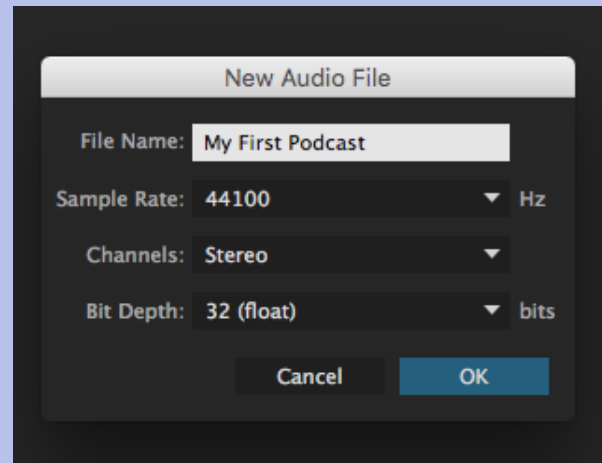 New Audio File
File Name: My First Podcast
Sample Rate: 44100 Hz
Channels: Stereo
Bit Depth: 32 (float) bits
Cancel OK